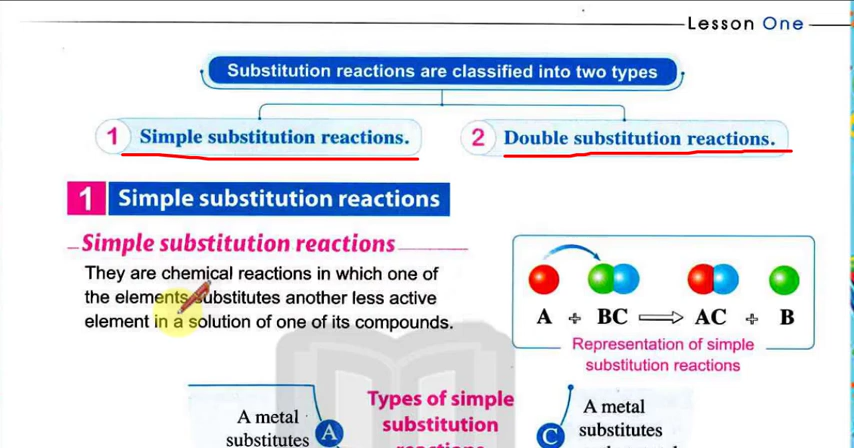 Lesson One
Substitution reactions are classified into two types
1 Simple substitution reactions.
2 Double substitution reactions.
1 Simple substitution reactions
Simple substitution reactions
They are chemical reactions in which one of
the elements substitutes another less active
element in a solution of one of its compounds.
A + BC ⟹ AC + B
Representation of simple
substitution reactions
Types of simple
substitution
reactions
A metal
substitutes
A
C
A metal
substitutes